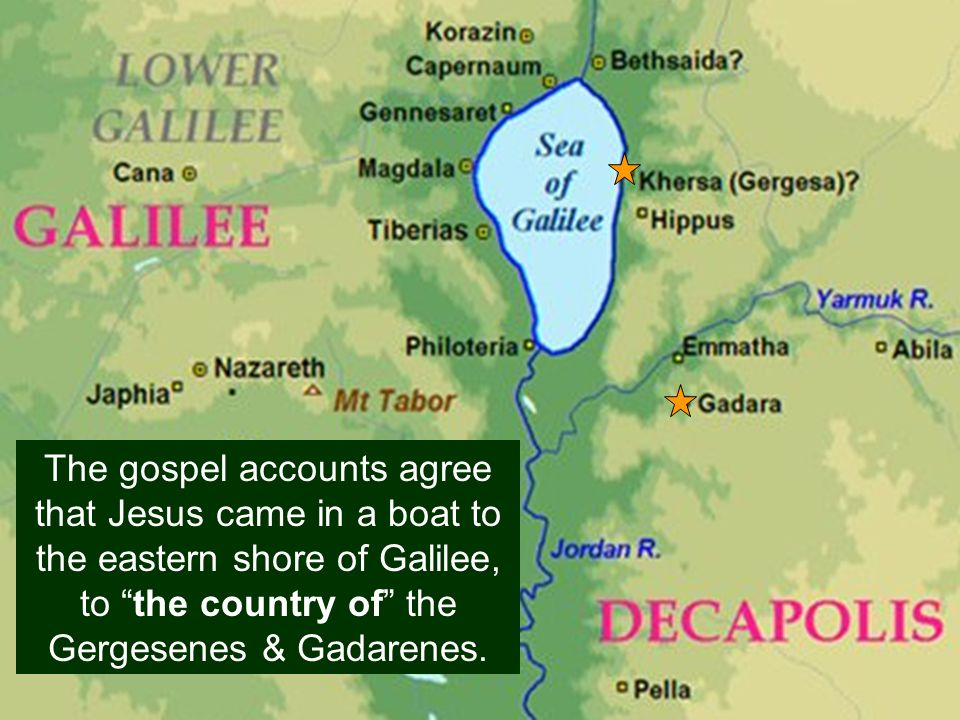 Korazin
Capernaum
Bethsaida?
LOWER
GALILEE
Gennesaret
Sea
of
Galilee
Cana
Magdala
Khersa (Gergesa)?
GALILEE
Tiberias
Hippus
Yarmuk R.
Philoteria
Emmatha
Abila
Nazareth
Japhia
Mt Tabor
Gadara
The gospel accounts agree
that Jesus came in a boat to
the eastern shore of Galilee,
to “the country of” the
Gergesenes & Gadarenes.
Jordan R.
DECAPOLIS
Pella